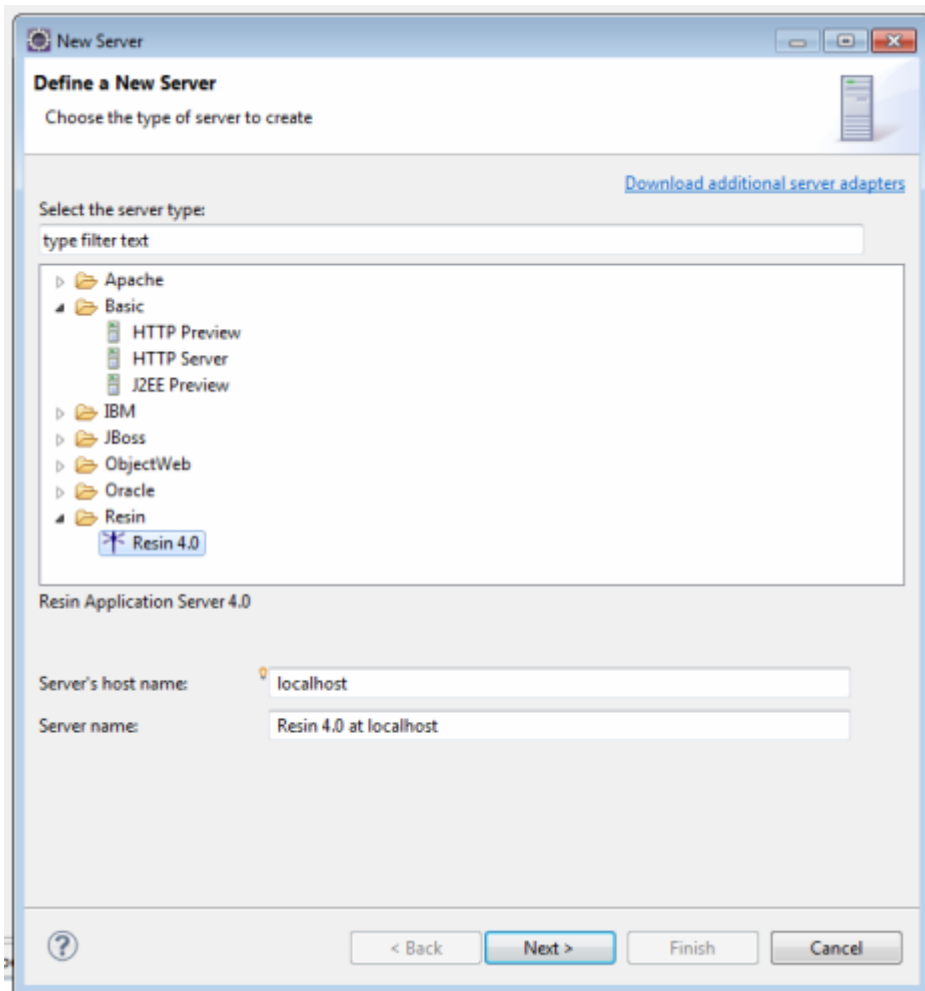 New Server
Define a New Server
Choose the type of server to create
Download additional server adapters
Select the server type:
type filter text
Apache
Basic
HTTP Preview
HTTP Server
J2EE Preview
IBM
JBoss
ObjectWeb
Oracle
Resin
Resin 4.0
Resin Application Server 4.0
Server's host name: localhost
Server name: Resin 4.0 at localhost
? < Back Next > Finish Cancel